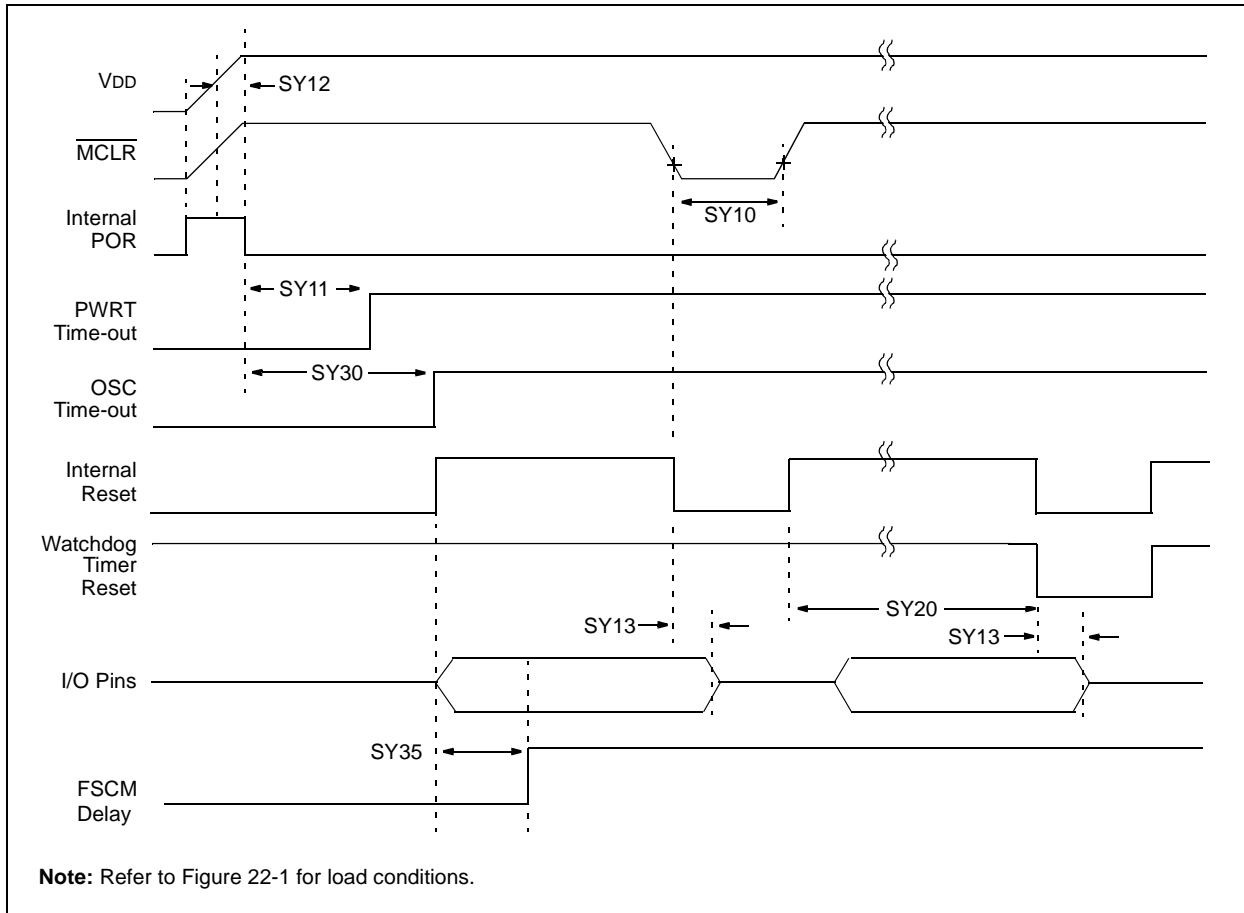 VDD
SY12
MCLR
SY10
Internal
POR
SY11
PWRT
Time-out
SY30
OSC
Time-out
Internal
Reset
Watchdog
Timer
Reset
SY20
SY13
SY13
I/O Pins
SY35
FSCM
Delay
Note: Refer to Figure 22-1 for load conditions.